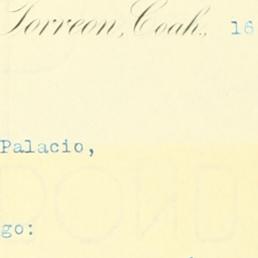 Torreon, Coah., 16
Palacio,
go: